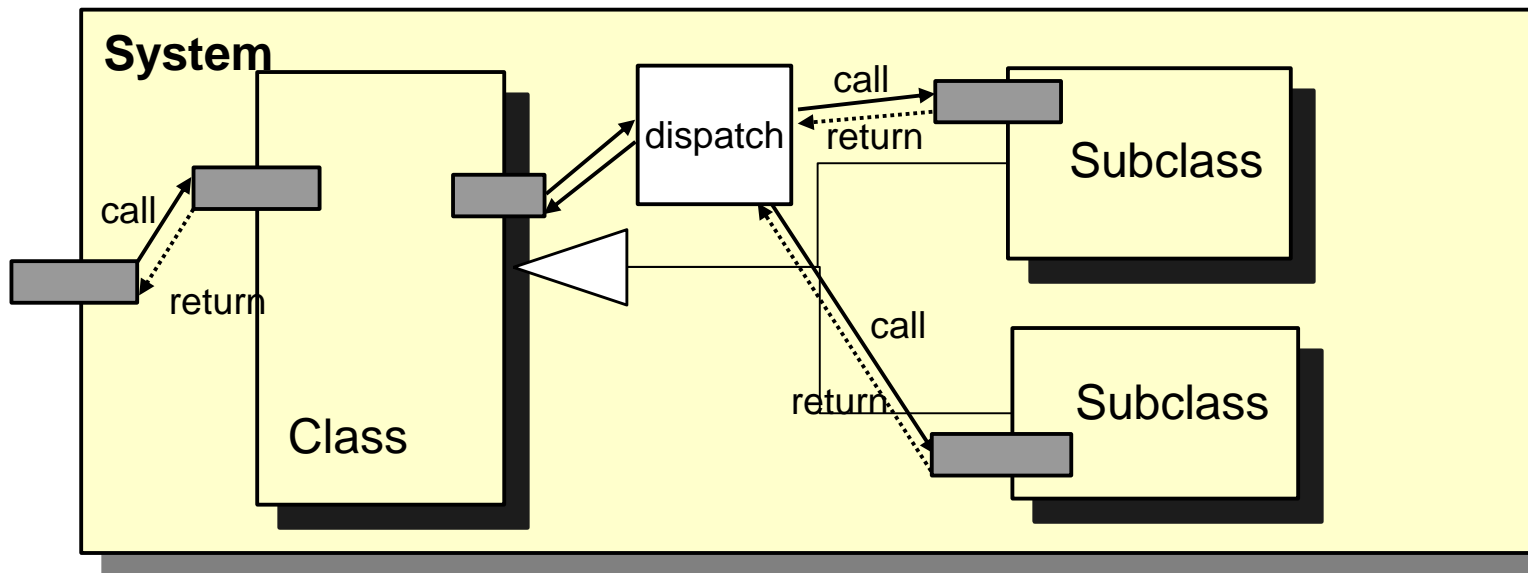 System
call
return
Class
dispatch
call
return
Subclass
call
return
Subclass